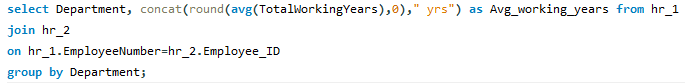 select Department, concat(round(avg(TotalWorkingYears),0)," yrs") as Avg_working_years from hr_1
join hr_2
on hr_1.EmployeeNumber=hr_2.Employee_ID
group by Department;